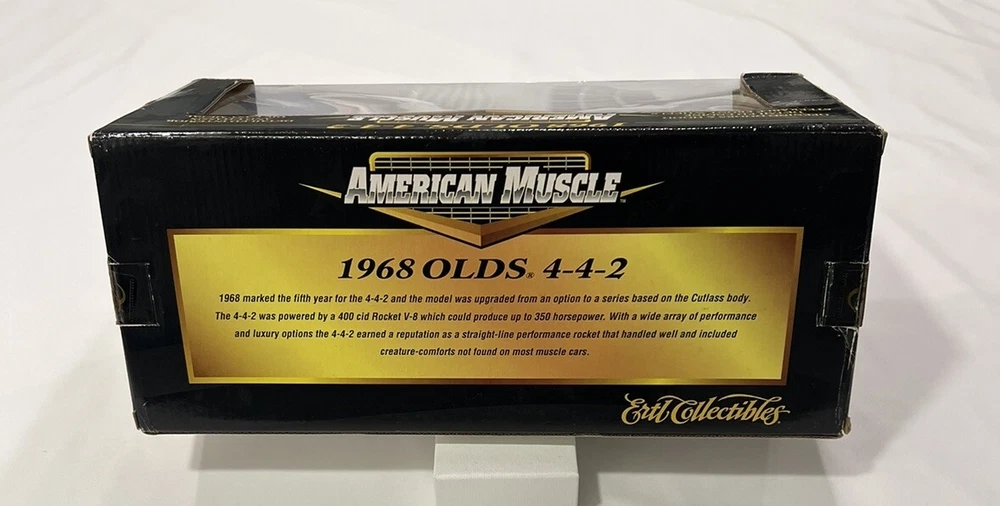 AMERICAN MUSCLE
AMERICAN MUSCLE™
1968 OLDS® 4-4-2
1968 marked the fifth year for the 4-4-2 and the model was upgraded from an option to a series based on the Cutlass body.
The 4-4-2 was powered by a 400 cid Rocket V-8 which could produce up to 350 horsepower. With a wide array of performance
and luxury options the 4-4-2 earned a reputation as a straight-line performance rocket that handled well and included
creature-comforts not found on most muscle cars.
Ertl Collectibles